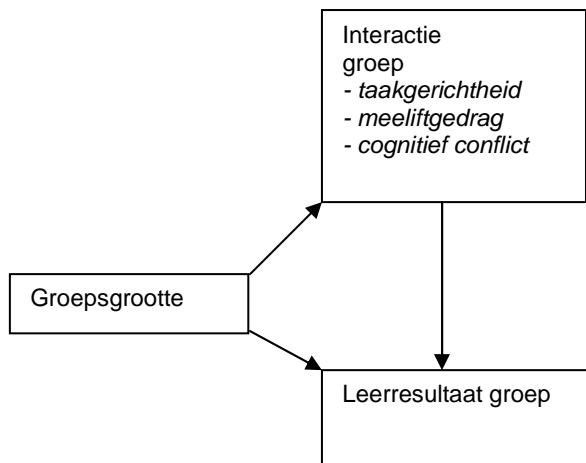 Interactie
groep
- taakgerichtheid
- meeliftgedrag
- cognitief conflict
Groepsgrootte
Leerresultaat groep